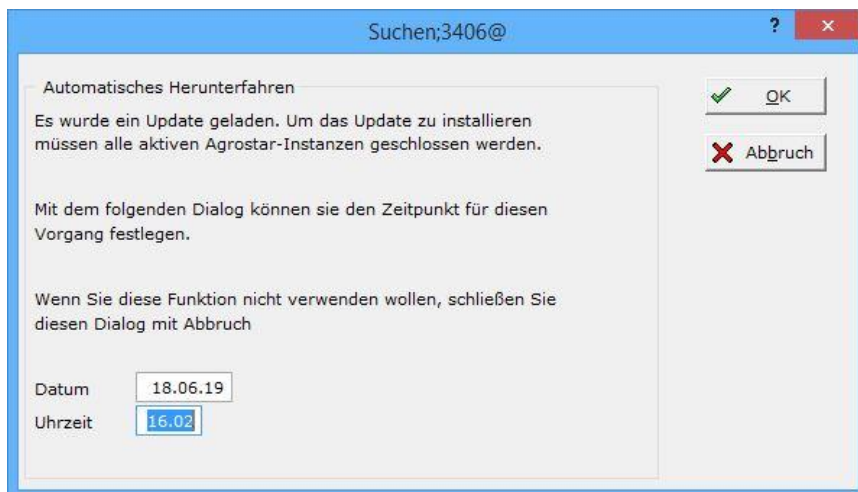 Suchen;3406@
?
Automatisches Herunterfahren
Es wurde ein Update geladen. Um das Update zu installieren
müssen alle aktiven Agrostar-Instanzen geschlossen werden.
Mit dem folgenden Dialog können sie den Zeitpunkt für diesen
Vorgang festlegen.
Wenn Sie diese Funktion nicht verwenden wollen, schließen Sie
diesen Dialog mit Abbruch
Datum 18.06.19
Uhrzeit 16.02
OK
Abbruch